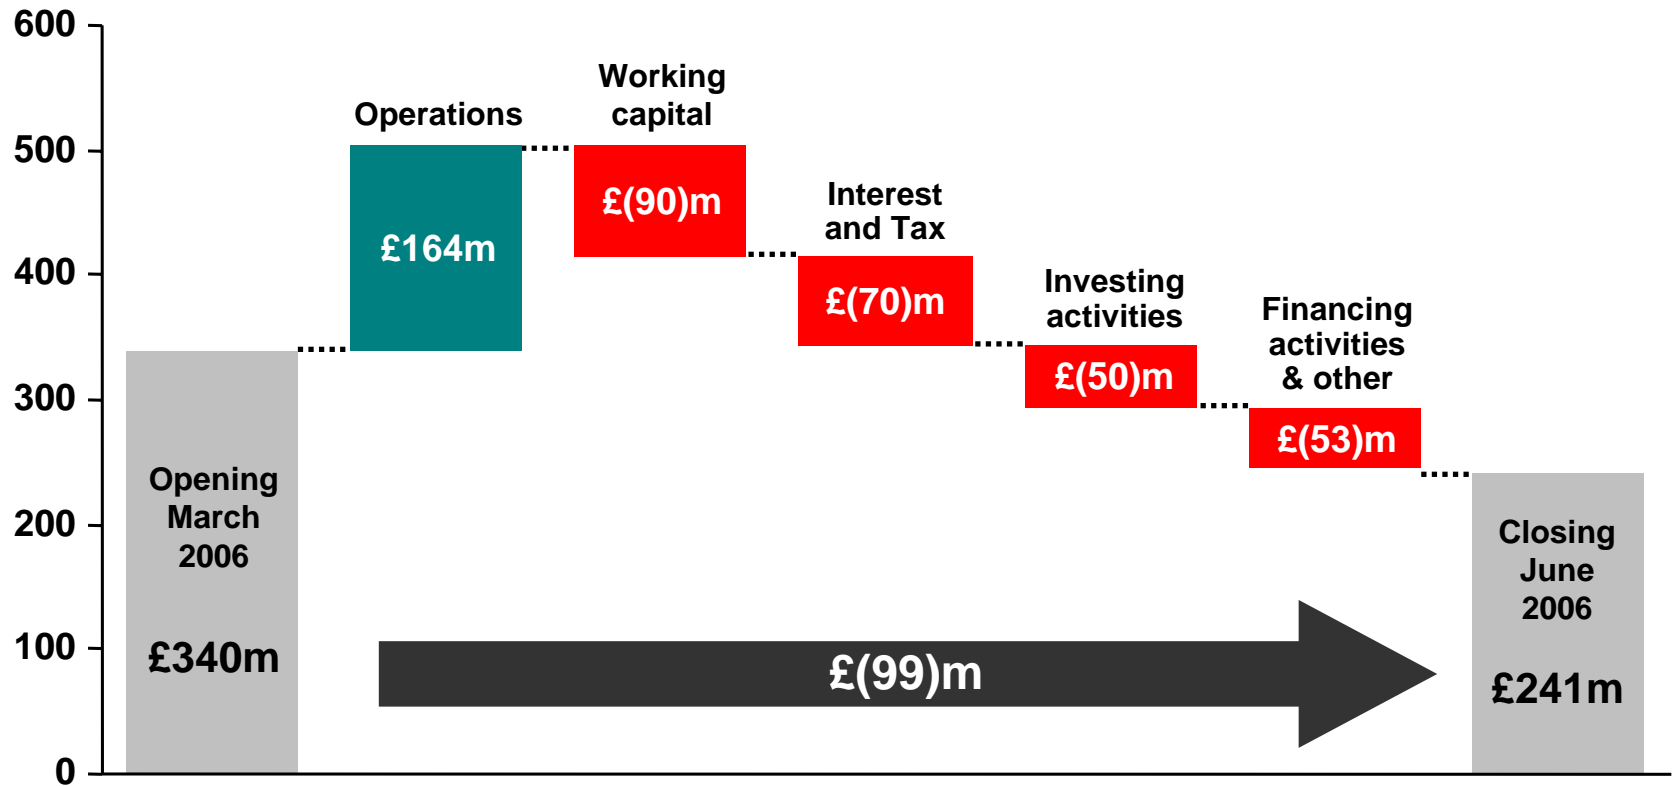 600
500
400
300
200
100
0
Opening
March
2006
£340m
Operations
£164m
Working
capital
£(90)m
Interest
and Tax
£(70)m
Investing
activities
£(50)m
Financing
activities
& other
£(53)m
£(99)m
Closing
June
2006
£241m